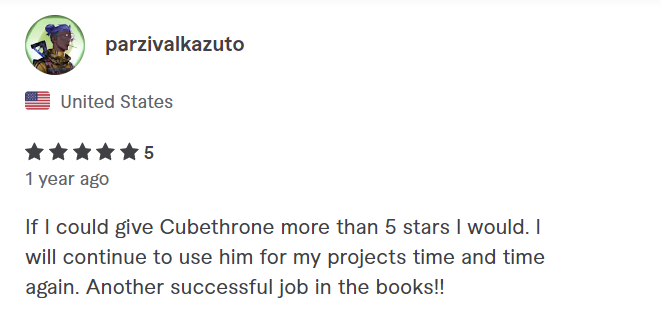 parzivalkazuto
United States
5
1 year ago
If I could give Cubethrone more than 5 stars I would. I
will continue to use him for my projects time and time
again. Another successful job in the books!!